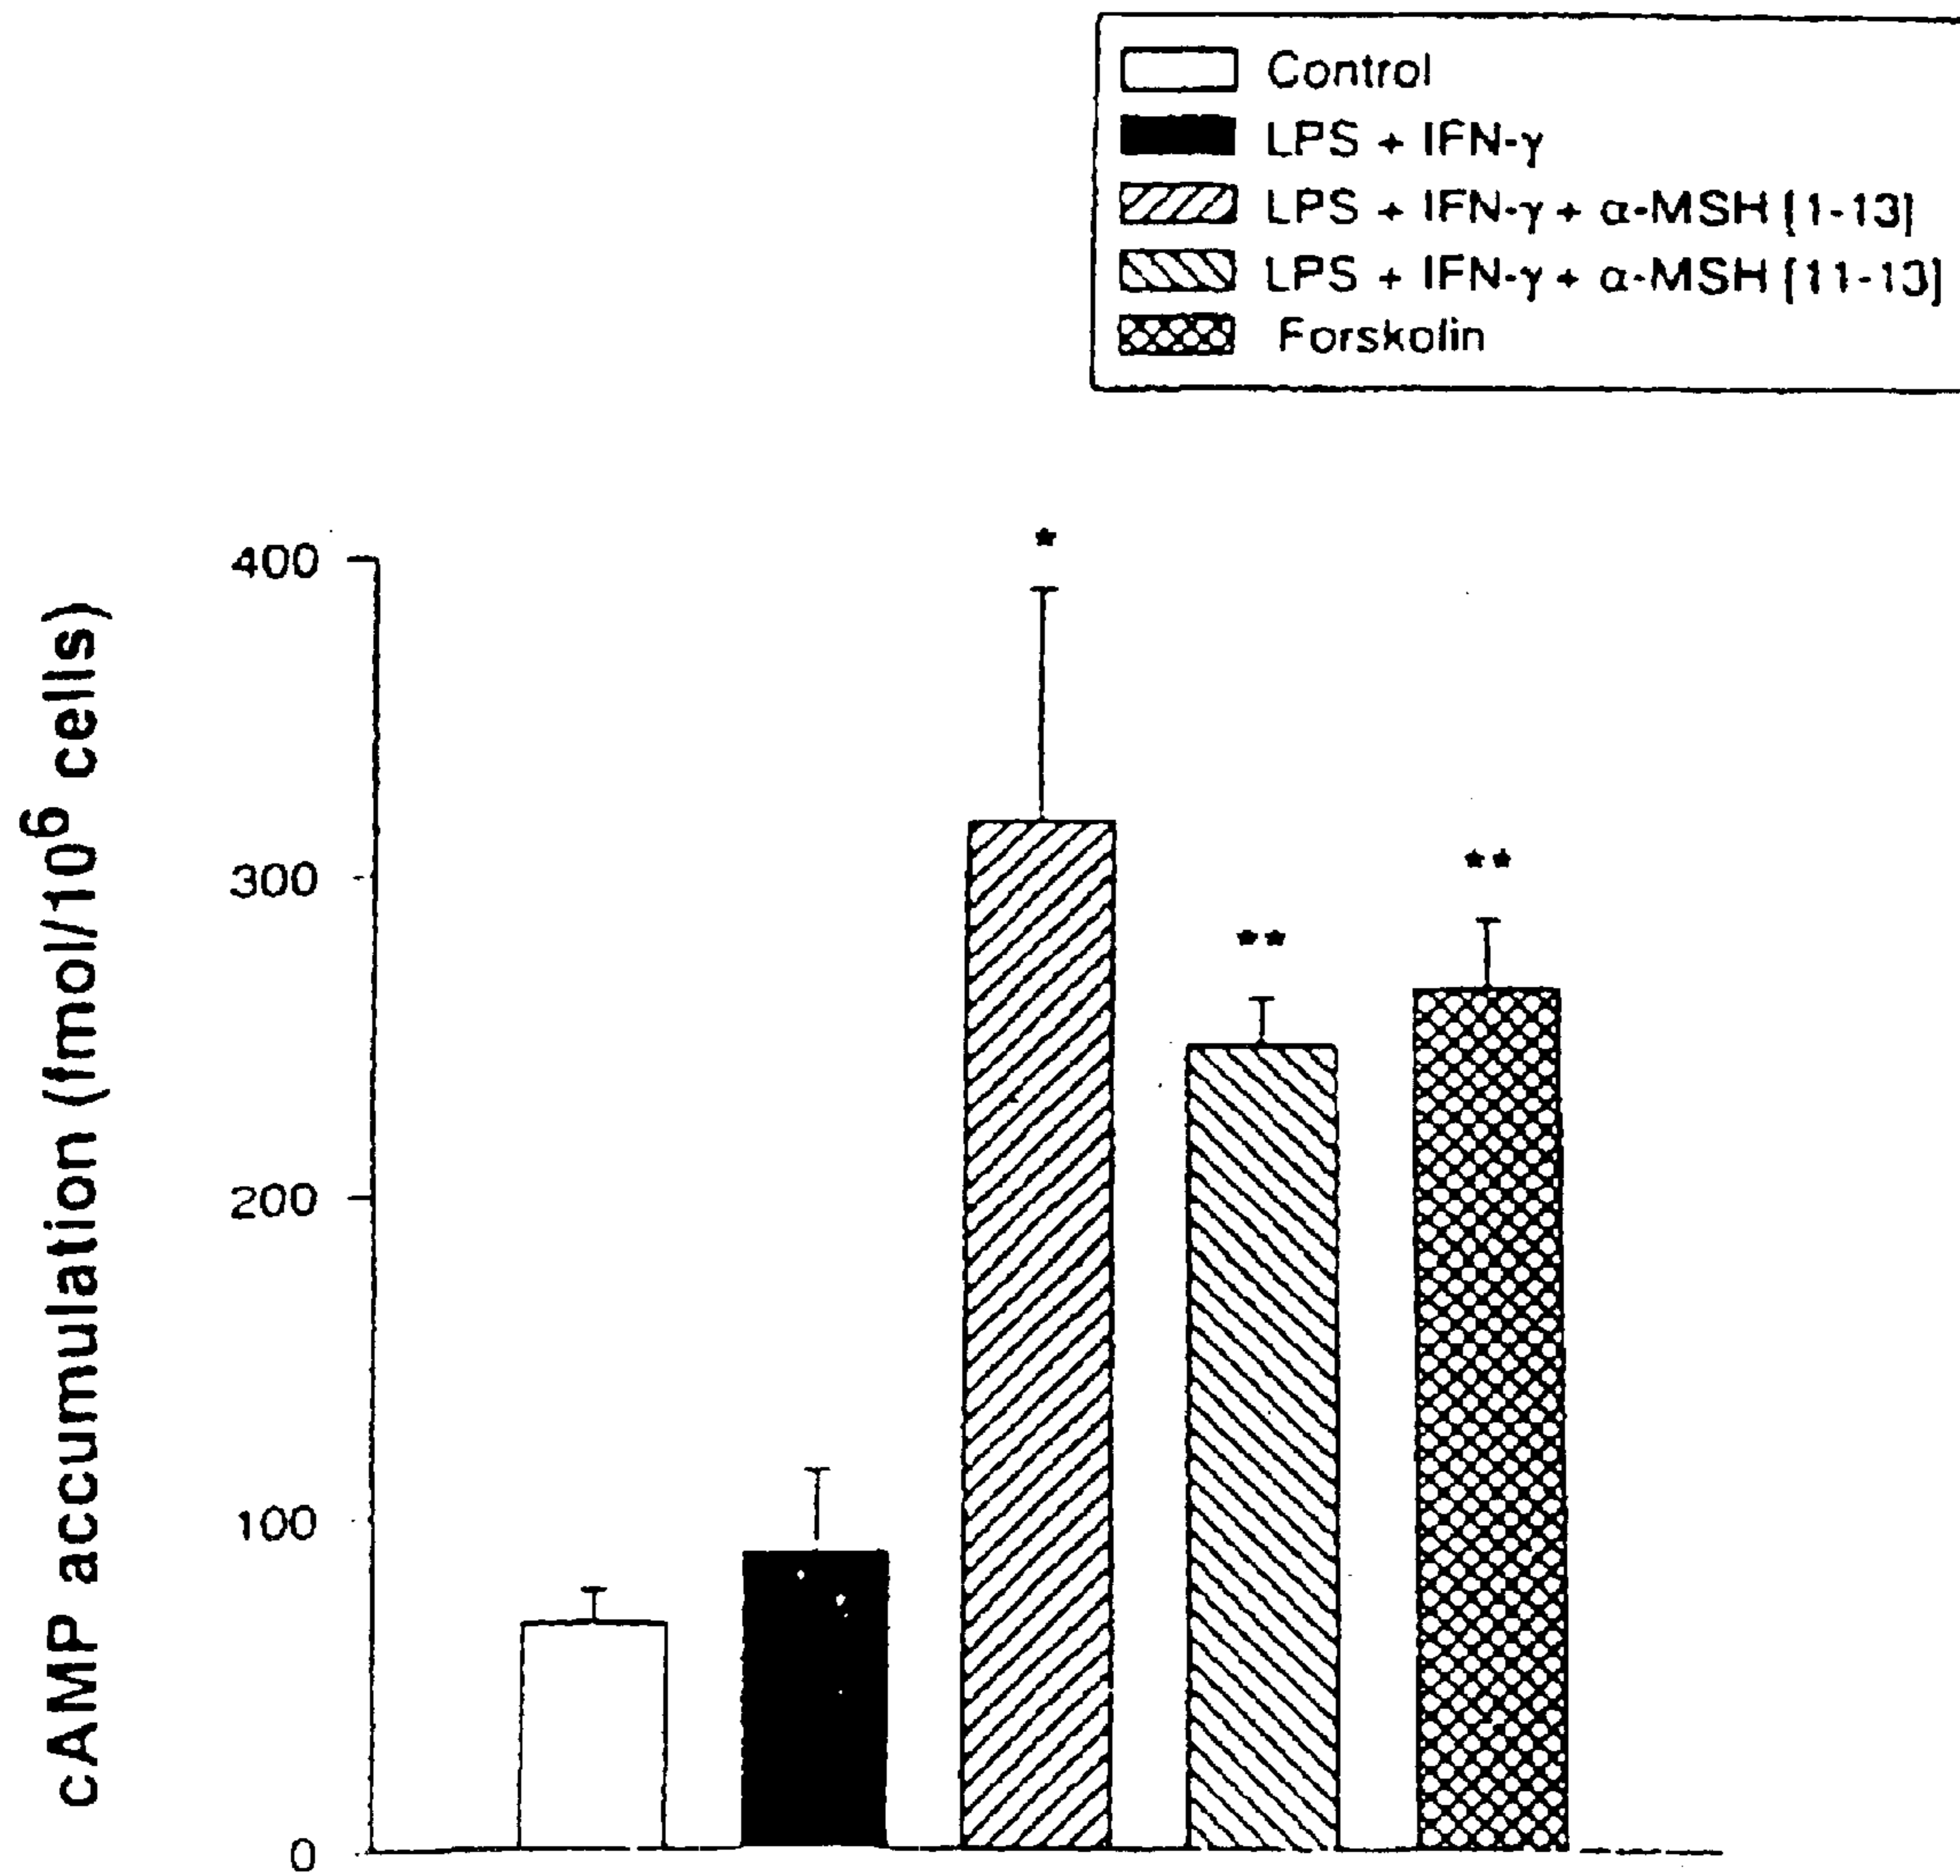 Control
LPS + IFN-γ
LPS + IFN-γ + α-MSH [1-13]
LPS + IFN-γ + α-MSH [11-13]
Forskolin
cAMP accumulation (fmol/10⁶ cells)
400
300
200
100
0
*
**
**